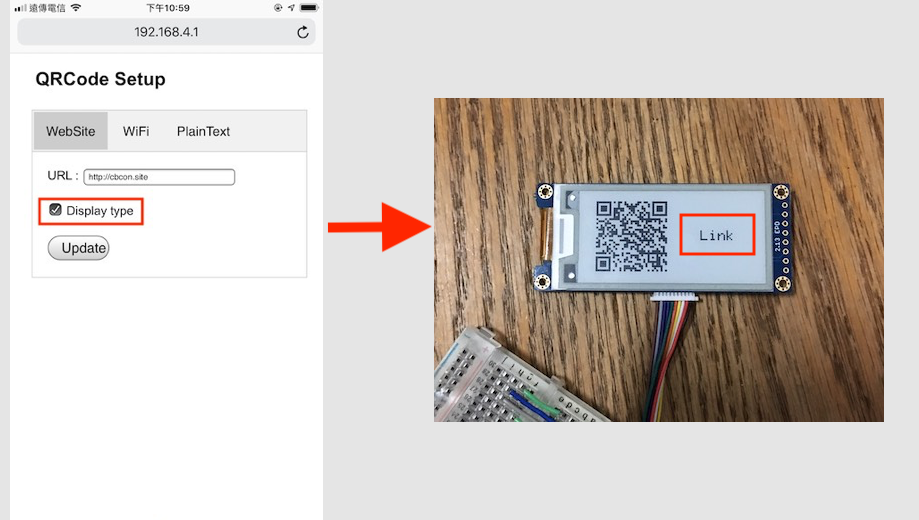 遠傳電信
下午10:59
192.168.4.1
QRCode Setup
WebSite
WiFi
PlainText
URL :
http://cbcon.site
Display type
Update
Link
2.13 EPD